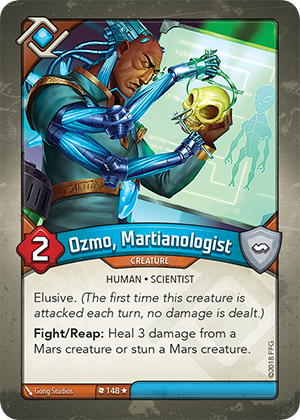 Ozmo, Martianologist
CREATURE
2
HUMAN • SCIENTIST
Elusive. (The first time this creature is
attacked each turn, no damage is dealt.)
Fight/Reap: Heal 3 damage from a
Mars creature or stun a Mars creature.
©2018 FFG
Gong Studios
148